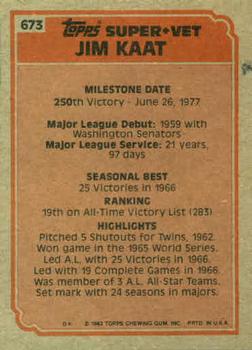 673
TOPPS SUPER★VET
JIM KAAT
MILESTONE DATE
250th Victory - June 26, 1977
Major League Debut: 1959 with
Washington Senators
Major League Service: 21 years,
97 days
SEASONAL BEST
25 Victories in 1966
RANKING
19th on All-Time Victory List (283)
HIGHLIGHTS
Pitched 5 Shutouts for Twins, 1962.
Won game in the 1965 World Series.
Led A.L. with 25 Victories in 1966.
Led with 19 Complete Games in 1966.
Was member of 3 A.L. All-Star Teams.
Set mark with 24 seasons in majors.
© 1983 TOPPS CHEWING GUM, INC. PRTD. IN U.S.A.